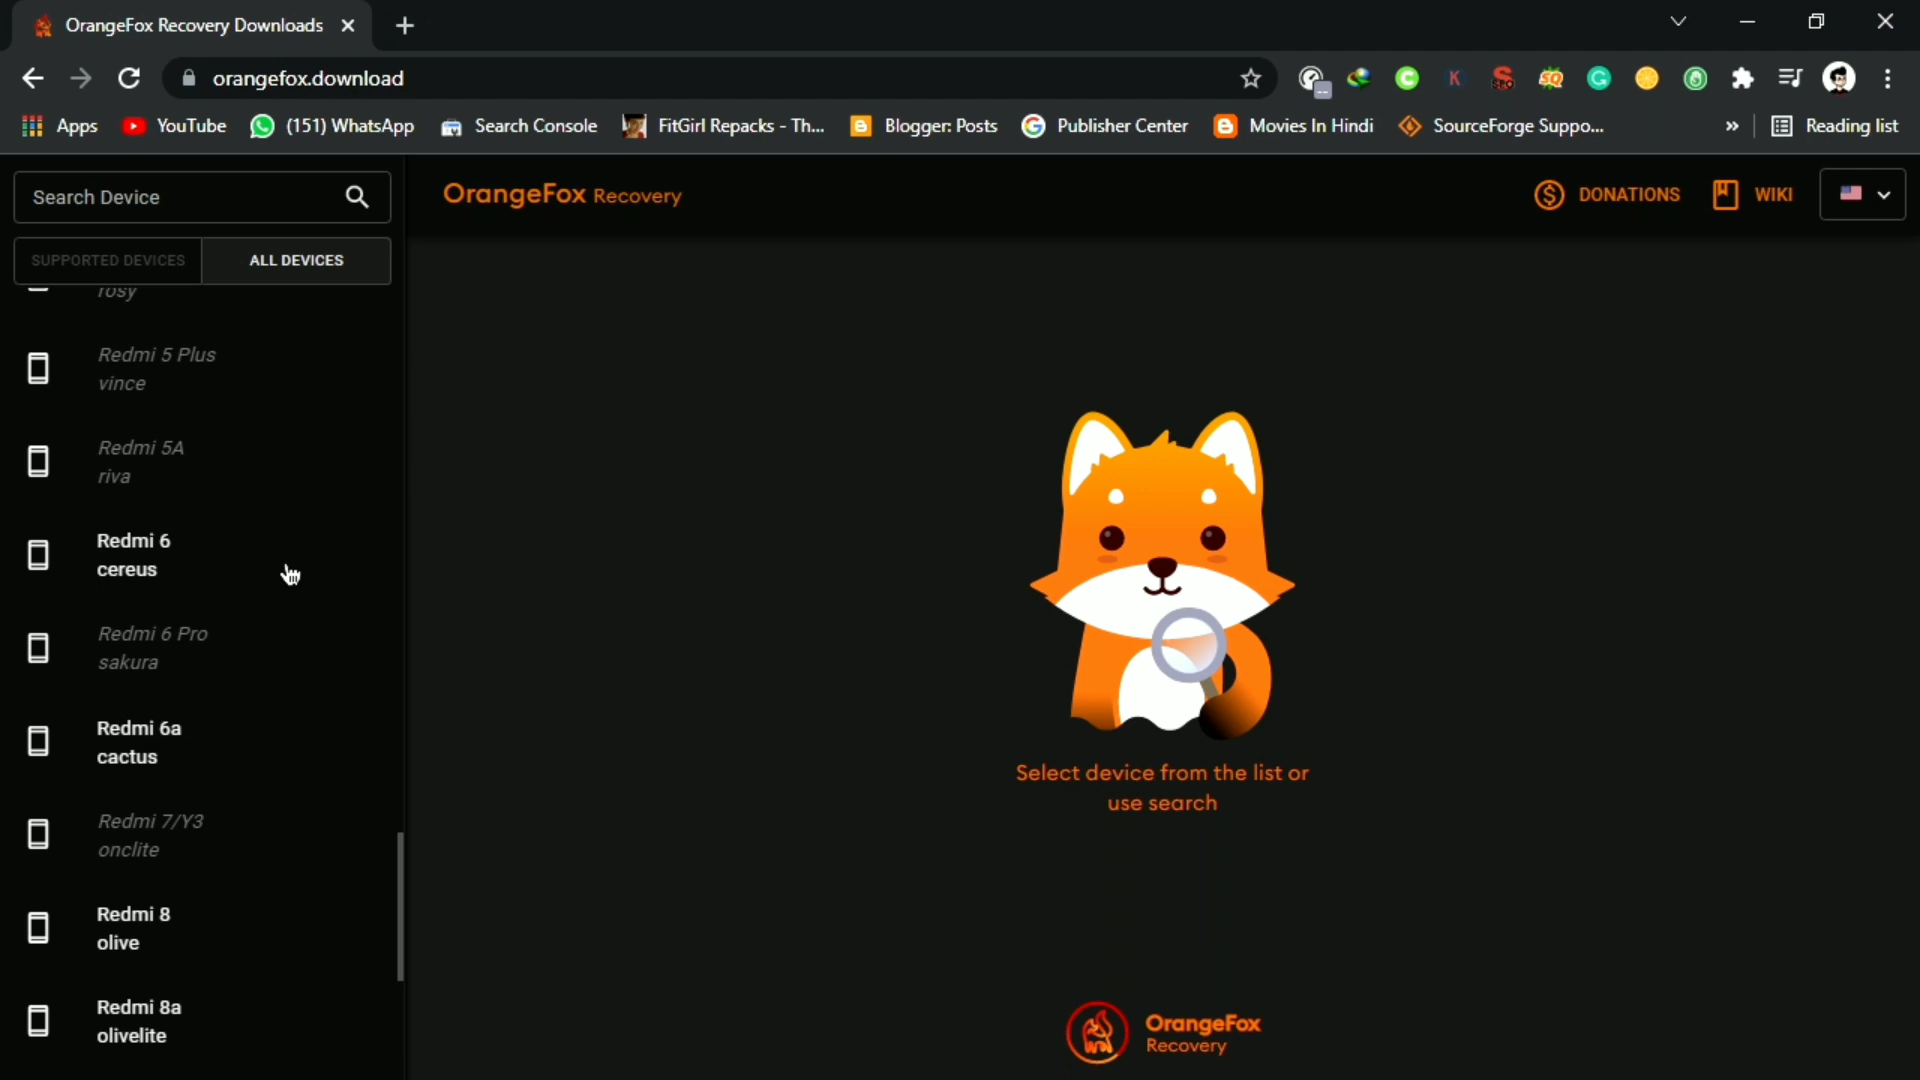 OrangeFox Recovery Downloads
orangefox.download
Apps YouTube (151) WhatsApp Search Console FitGirl Repacks - Th... Blogger: Posts Publisher Center Movies In Hindi SourceForge Suppo... » Reading list
Search Device
OrangeFox Recovery
DONATIONS WIKI
SUPPORTED DEVICES ALL DEVICES
rosy
Redmi 5 Plus
vince
Redmi 5A
riva
Redmi 6
cereus
Redmi 6 Pro
sakura
Redmi 6a
cactus
Redmi 7/Y3
onclite
Redmi 8
olive
Redmi 8a
olivelite
Select device from the list or
use search
OrangeFox
Recovery